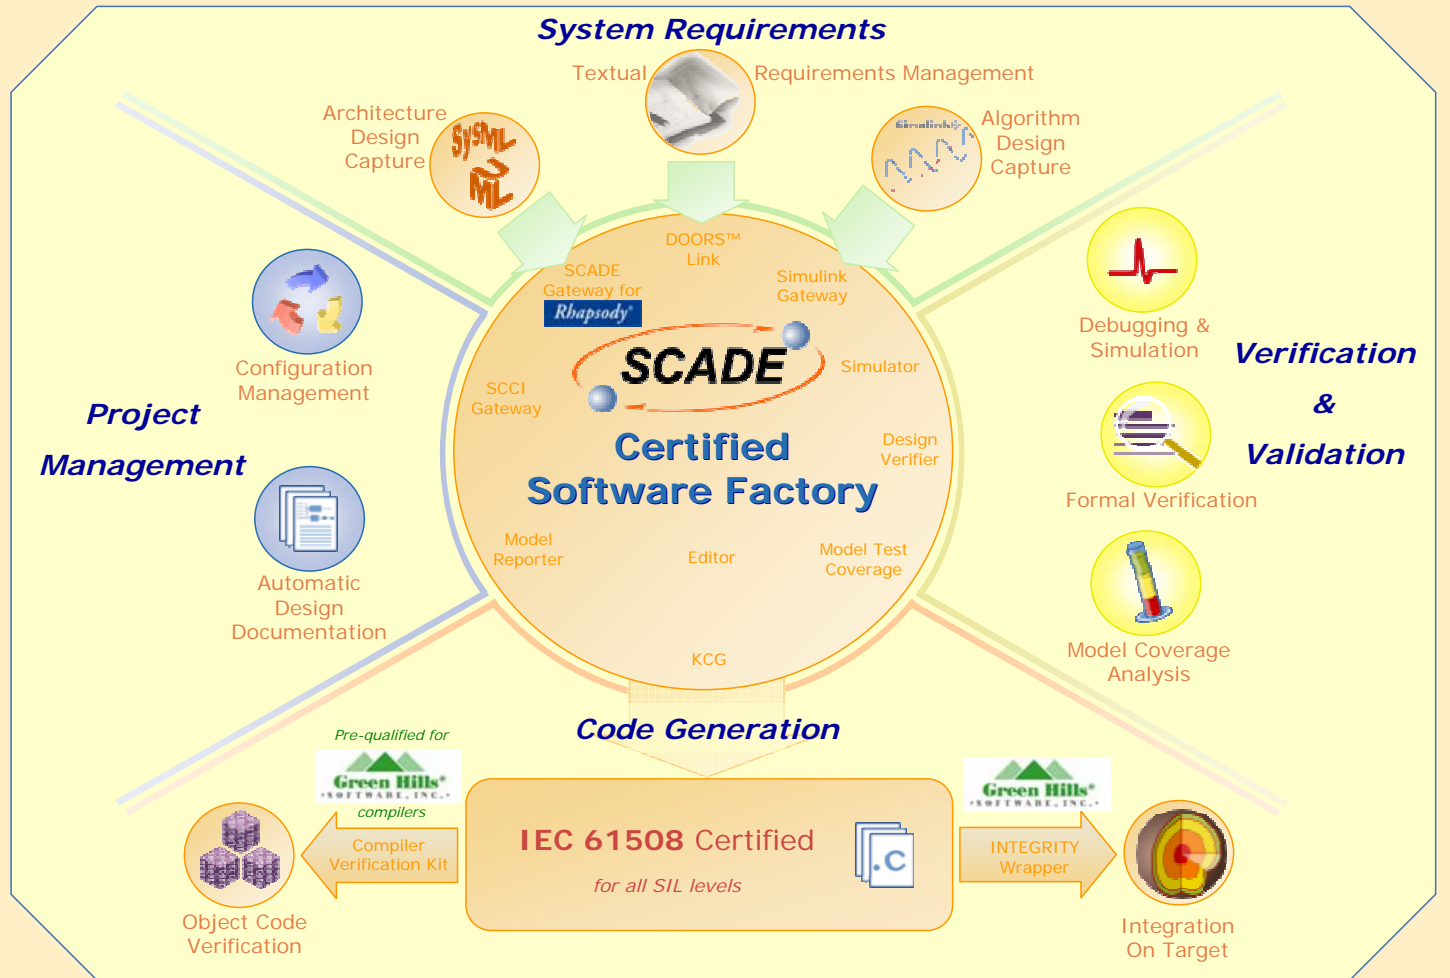 System Requirements
Textual
Requirements Management
Architecture
Design
Capture
SysML
ML
Simulink
Algorithm
Design
Capture
DOORS™
Link
SCADE
Gateway for
Rhapsody®
Simulink
Gateway
SCADE
Simulator
SCCI
Gateway
Certified
Software Factory
Design
Verifier
Model
Reporter
Editor
Model Test
Coverage
KCG
Configuration
Management
Project
Management
Automatic
Design
Documentation
Debugging &
Simulation
Verification
&
Validation
Formal Verification
Model Coverage
Analysis
Code Generation
Pre-qualified for
Green Hills®
SOFTWARE, INC.
compilers
Compiler
Verification Kit
Object Code
Verification
IEC 61508 Certified
for all SIL levels
.C
Green Hills®
SOFTWARE, INC.
INTEGRITY
Wrapper
Integration
On Target